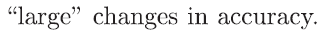 “large” changes in accuracy.